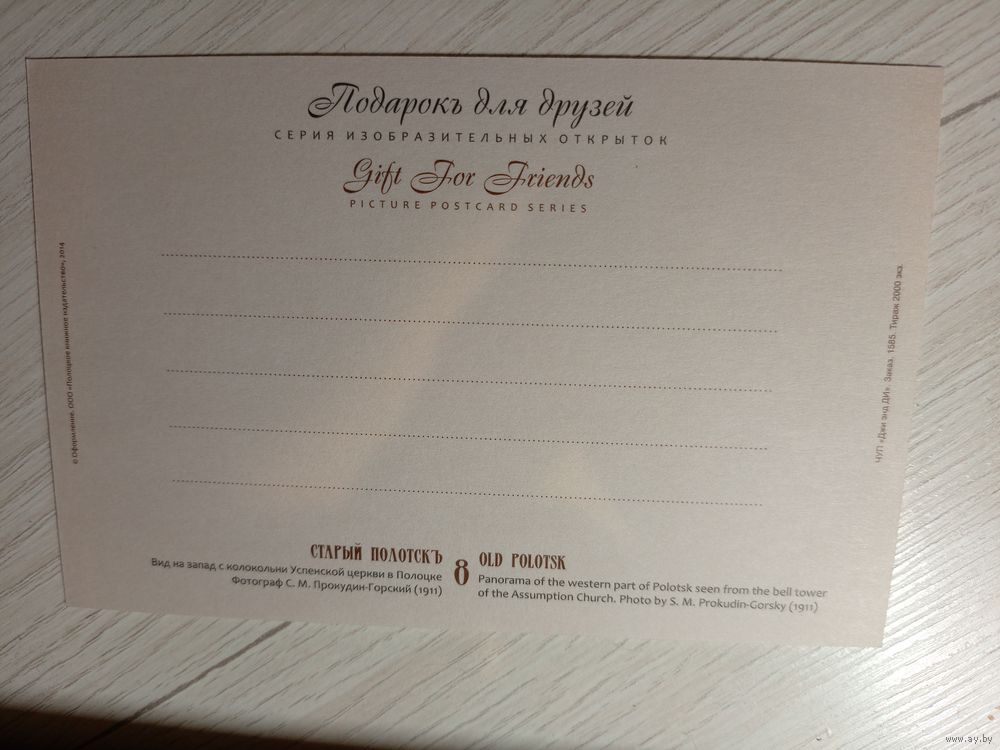 Подарокъ для друзей
СЕРИЯ ИЗОБРАЗИТЕЛЬНЫХ ОТКРЫТОК
Gift For Friends
PICTURE POSTCARD SERIES
© Оформление. ООО «Полоцкое книжное издательство», 2014
ЧУП «Джи энд ДИ». Заказ. 1585. Тираж 2000 экз.
СТАРЫЙ ПОЛОТСКЪ
Вид на запад с колокольни Успенской церкви в Полоцке
Фотограф С. М. Прокудин-Горский (1911)
8
OLD POLOTSK
Panorama of the western part of Polotsk seen from the bell tower
of the Assumption Church. Photo by S. M. Prokudin-Gorsky (1911)
www.ay.by